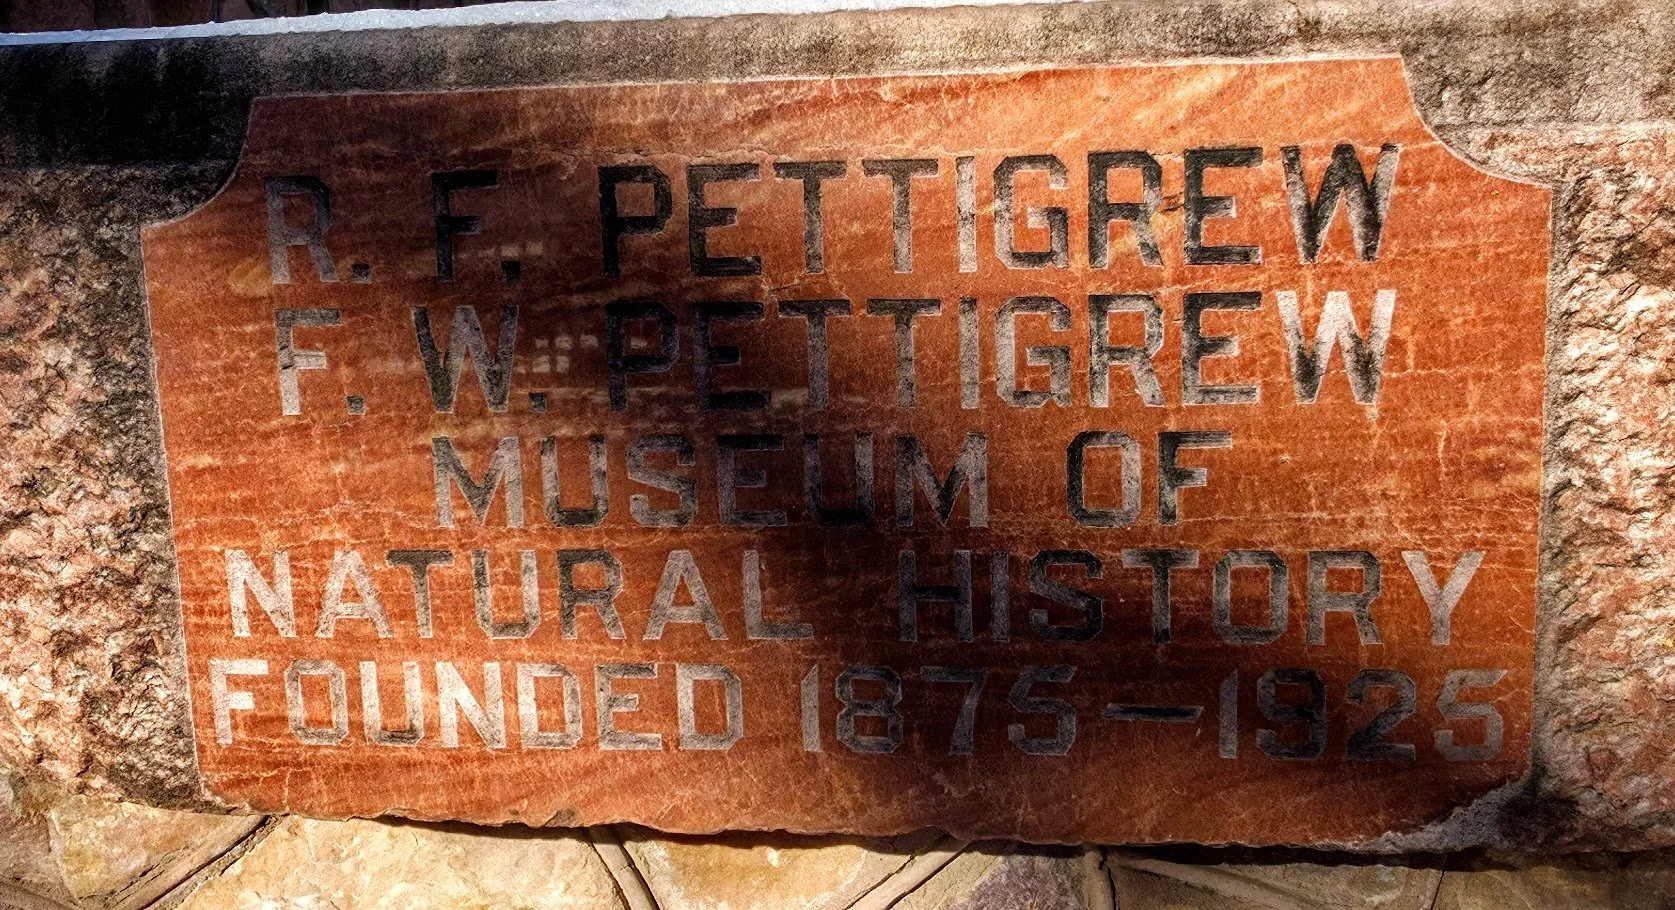 R. F. PETTIGREW
F. W. PETTIGREW
MUSEUM OF
NATURAL HISTORY
FOUNDED 1875—1925